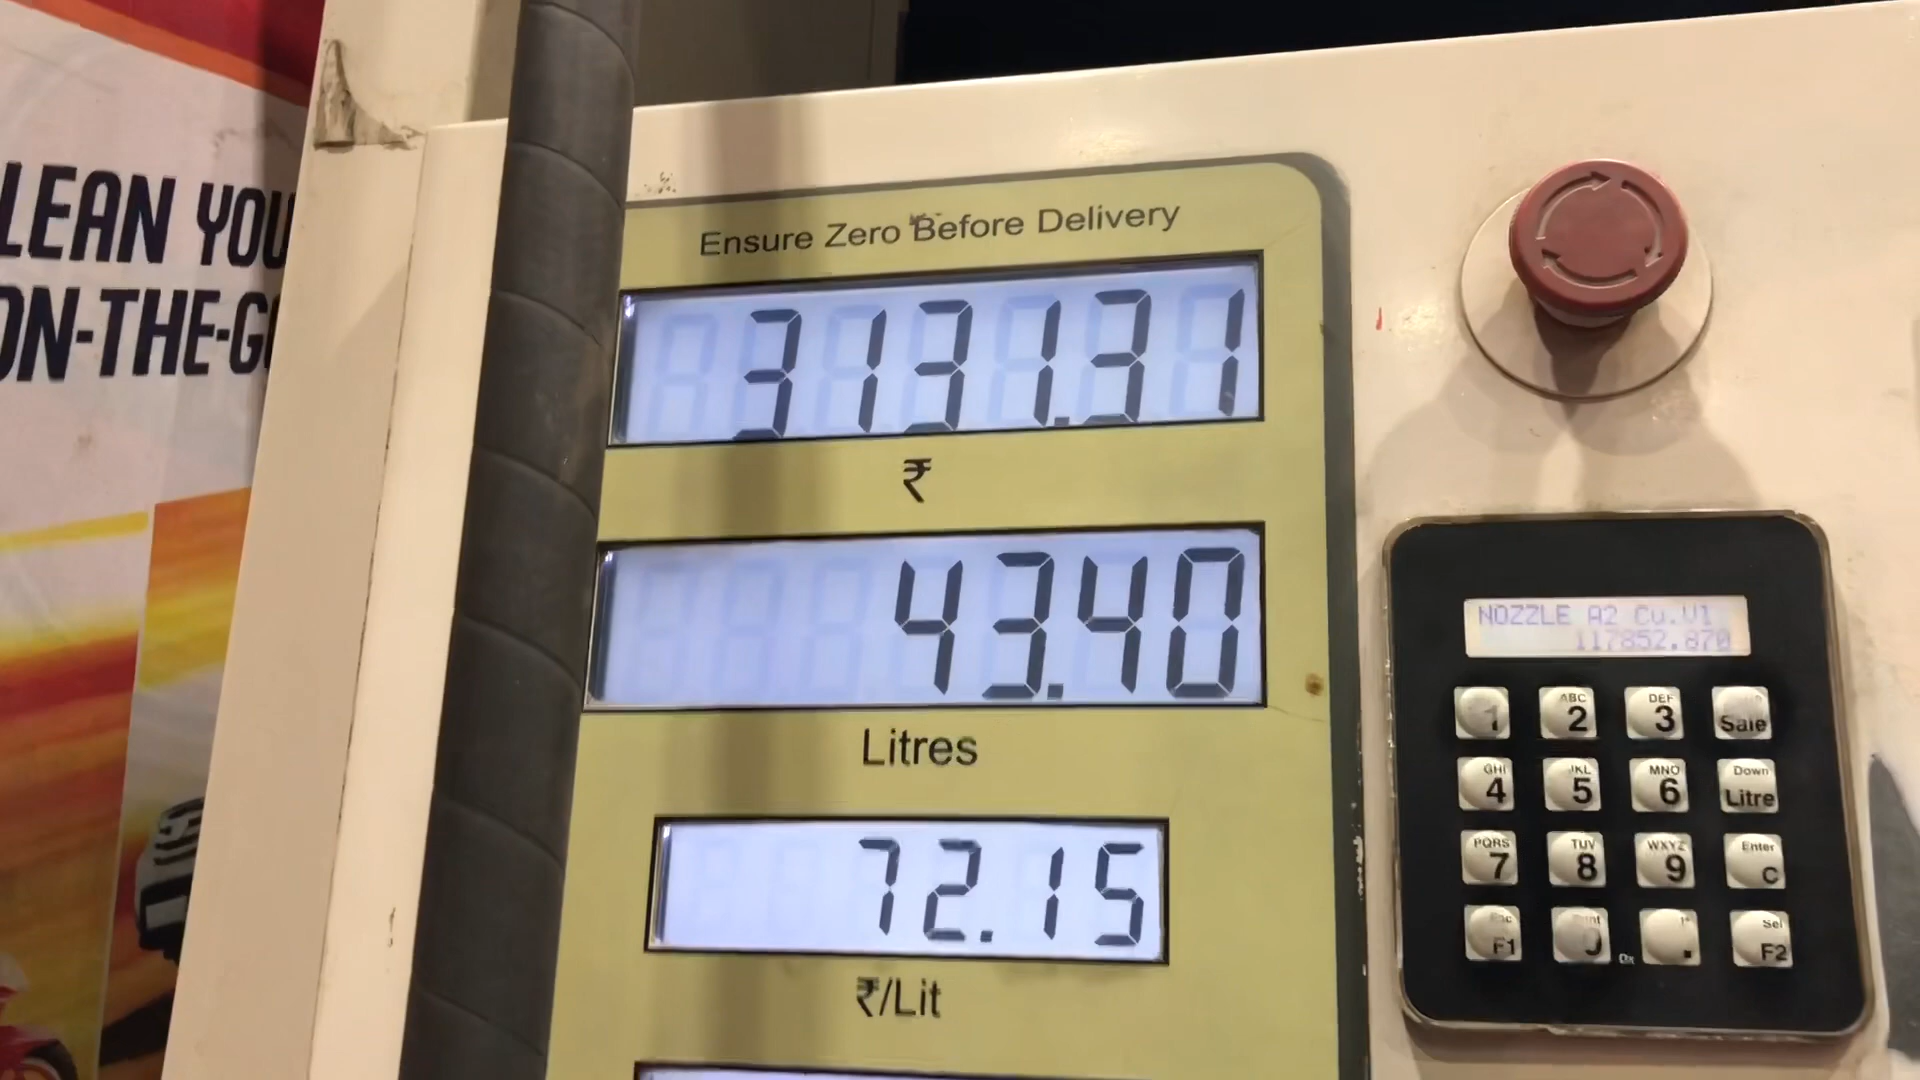 LEAN YOU
ON-THE-G
Ensure Zero Before Delivery
3131.31
₹
43.40
Litres
72.15
₹/Lit
NOZZLE A2 Cu.Vl
117852.870
1
ABC 2
DEF 3
Sale
GHI 4
JKL 5
MNO 6
Down Litre
PQRS 7
TUV 8
WXYZ 9
Enter C
Esc F1
.
Sel F2